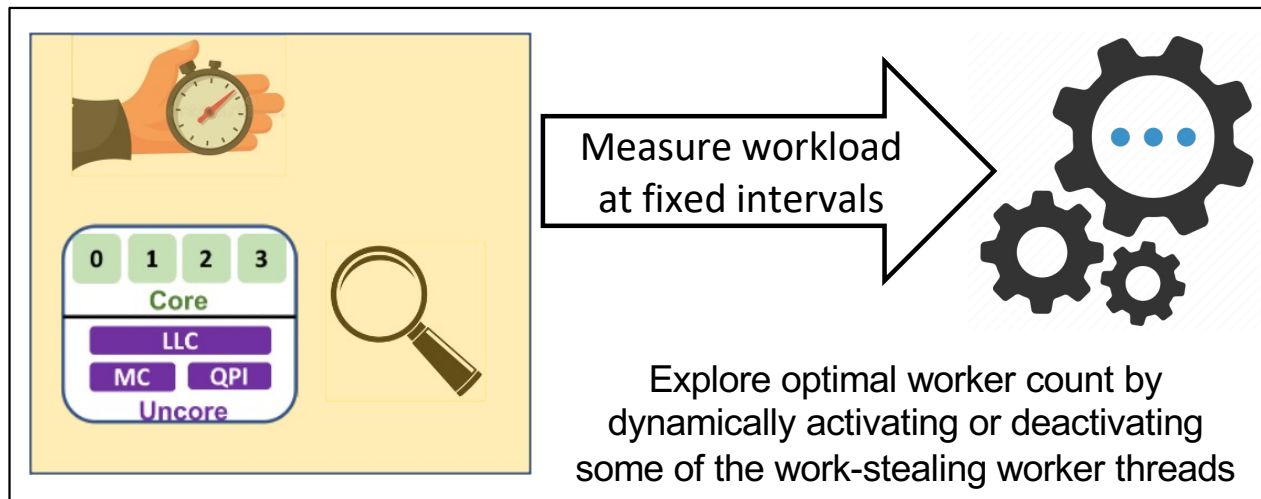 0 1 2 3
Core
LLC
MC QPI
Uncore
Measure workload
at fixed intervals
Explore optimal worker count by
dynamically activating or deactivating
some of the work-stealing worker threads